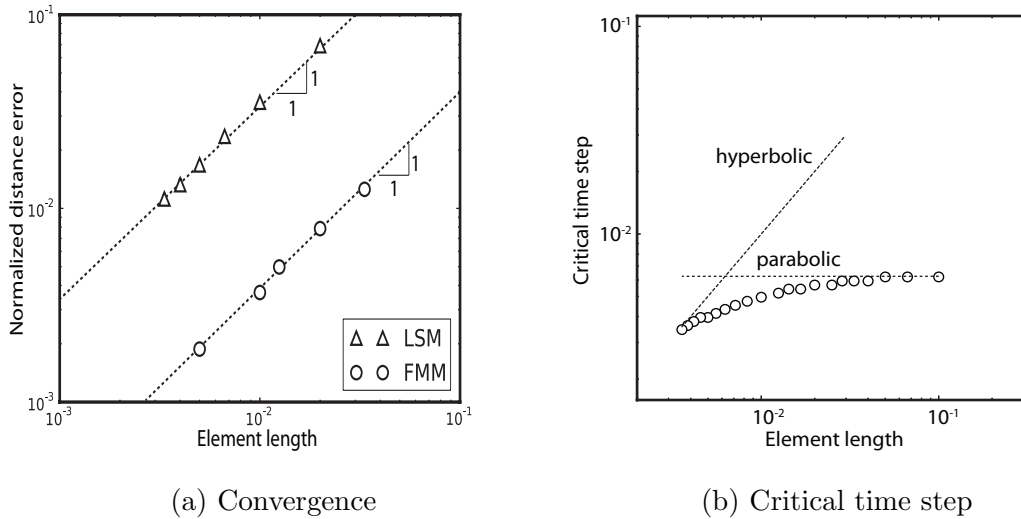 10^-1
Normalized distance error
10^-2
10^-3
1
1
1
1
LSM
FMM
10^-3
10^-2
10^-1
Element length
(a) Convergence
10^-1
Critical time step
10^-2
hyperbolic
parabolic
10^-2
10^-1
Element length
(b) Critical time step